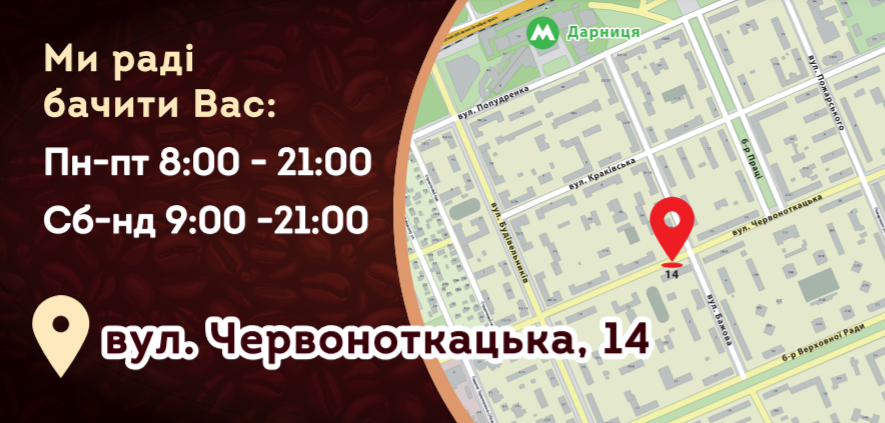 Ми раді
бачити Вас:
Пн-пт 8:00 - 21:00
Сб-нд 9:00 -21:00
вул. Червоноткацька, 14
М Дарниця
вул. Попудренка
вул. Пожарського
б-р Праці
вул. Краківська
вул. Будівельників
вул. Червоноткацька
14
вул. Бажова
б-р Верховної Ради